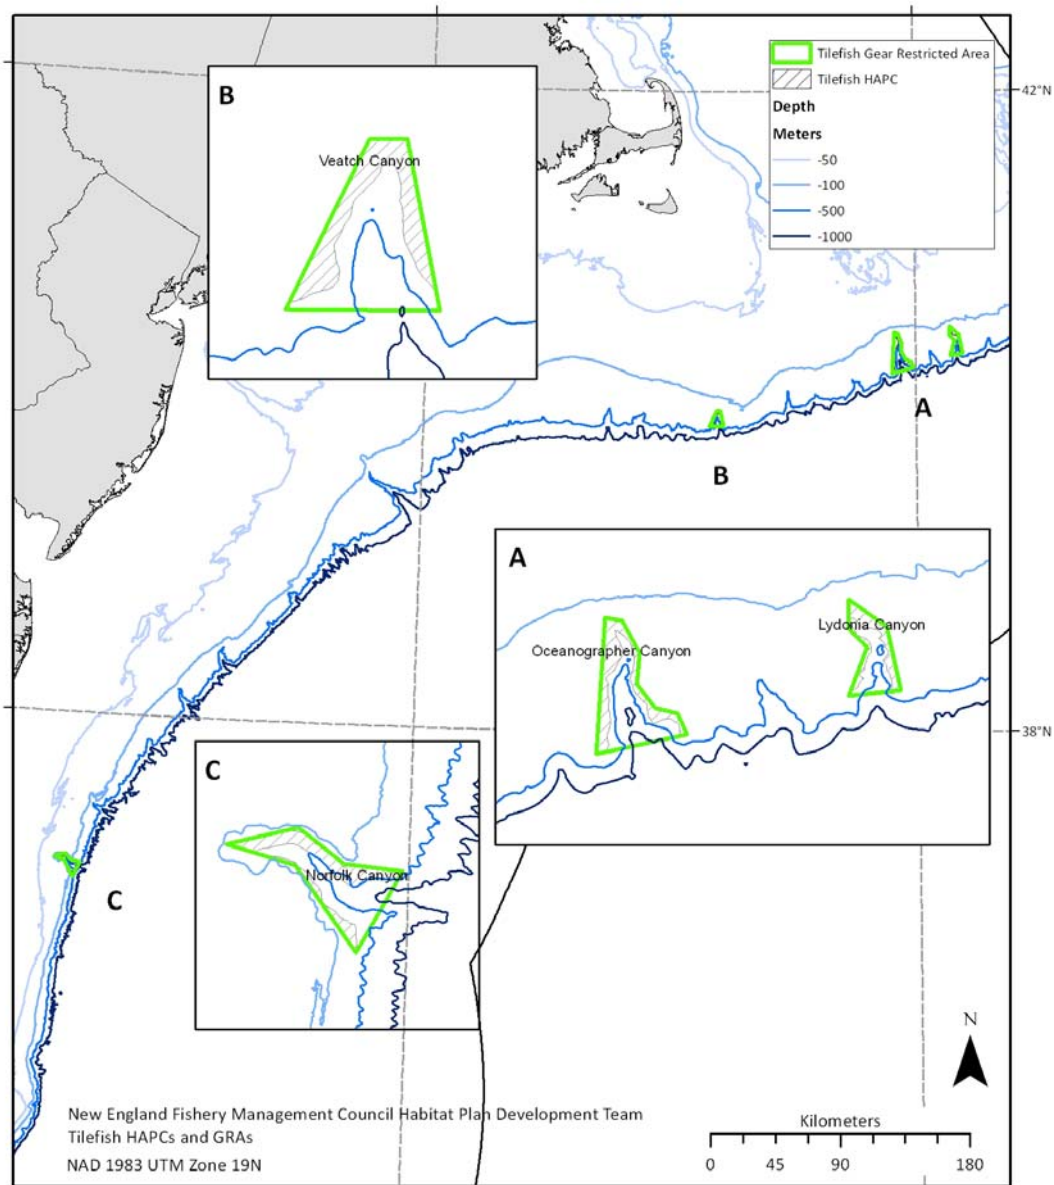 Tilefish Gear Restricted Area
Tilefish HAPC
Depth
Meters
-50
-100
-500
-1000
42°N
B
Veatch Canyon
A
B
A
Oceanographer Canyon
Lydonia Canyon
38°N
C
Norfolk Canyon
C
N
New England Fishery Management Council Habitat Plan Development Team
Tilefish HAPCs and GRAs
NAD 1983 UTM Zone 19N
Kilometers
0 45 90 180